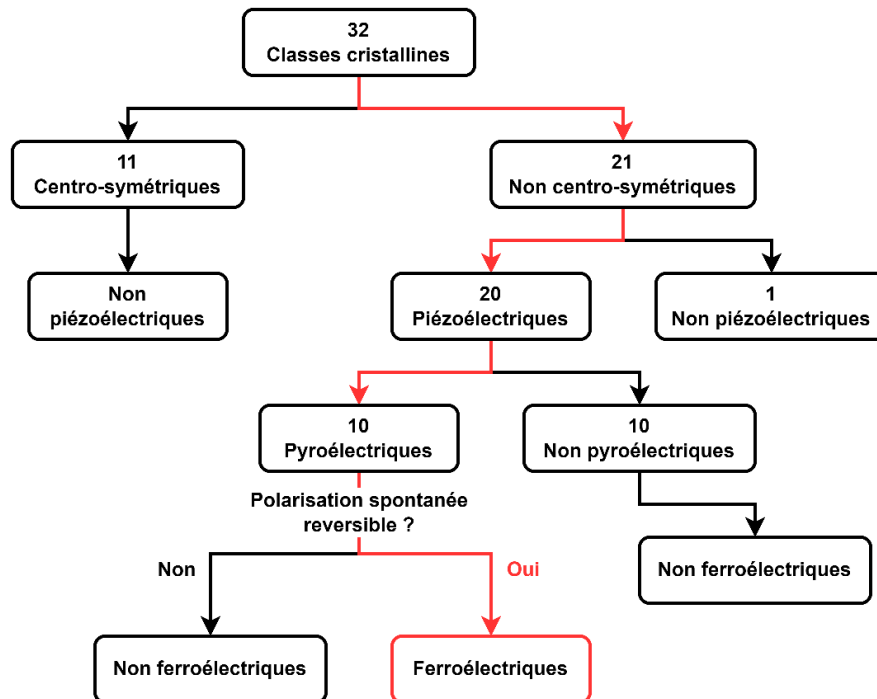 32
Classes cristallines
11
Centro-symétriques
21
Non centro-symétriques
Non
piézoélectriques
20
Piézoélectriques
1
Non piézoélectriques
10
Pyroélectriques
10
Non pyroélectriques
Polarisation spontanée
reversible ?
Non
Oui
Non ferroélectriques
Non ferroélectriques
Ferroélectriques